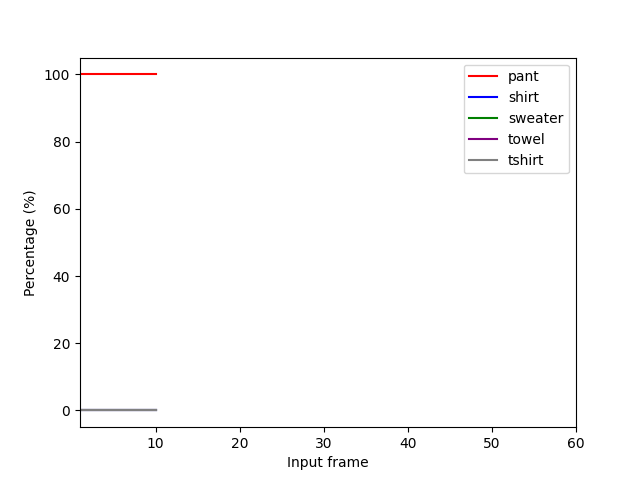 100
80
60
40
20
0
Percentage (%)
10 20 30 40 50 60
Input frame
pant
shirt
sweater
towel
tshirt